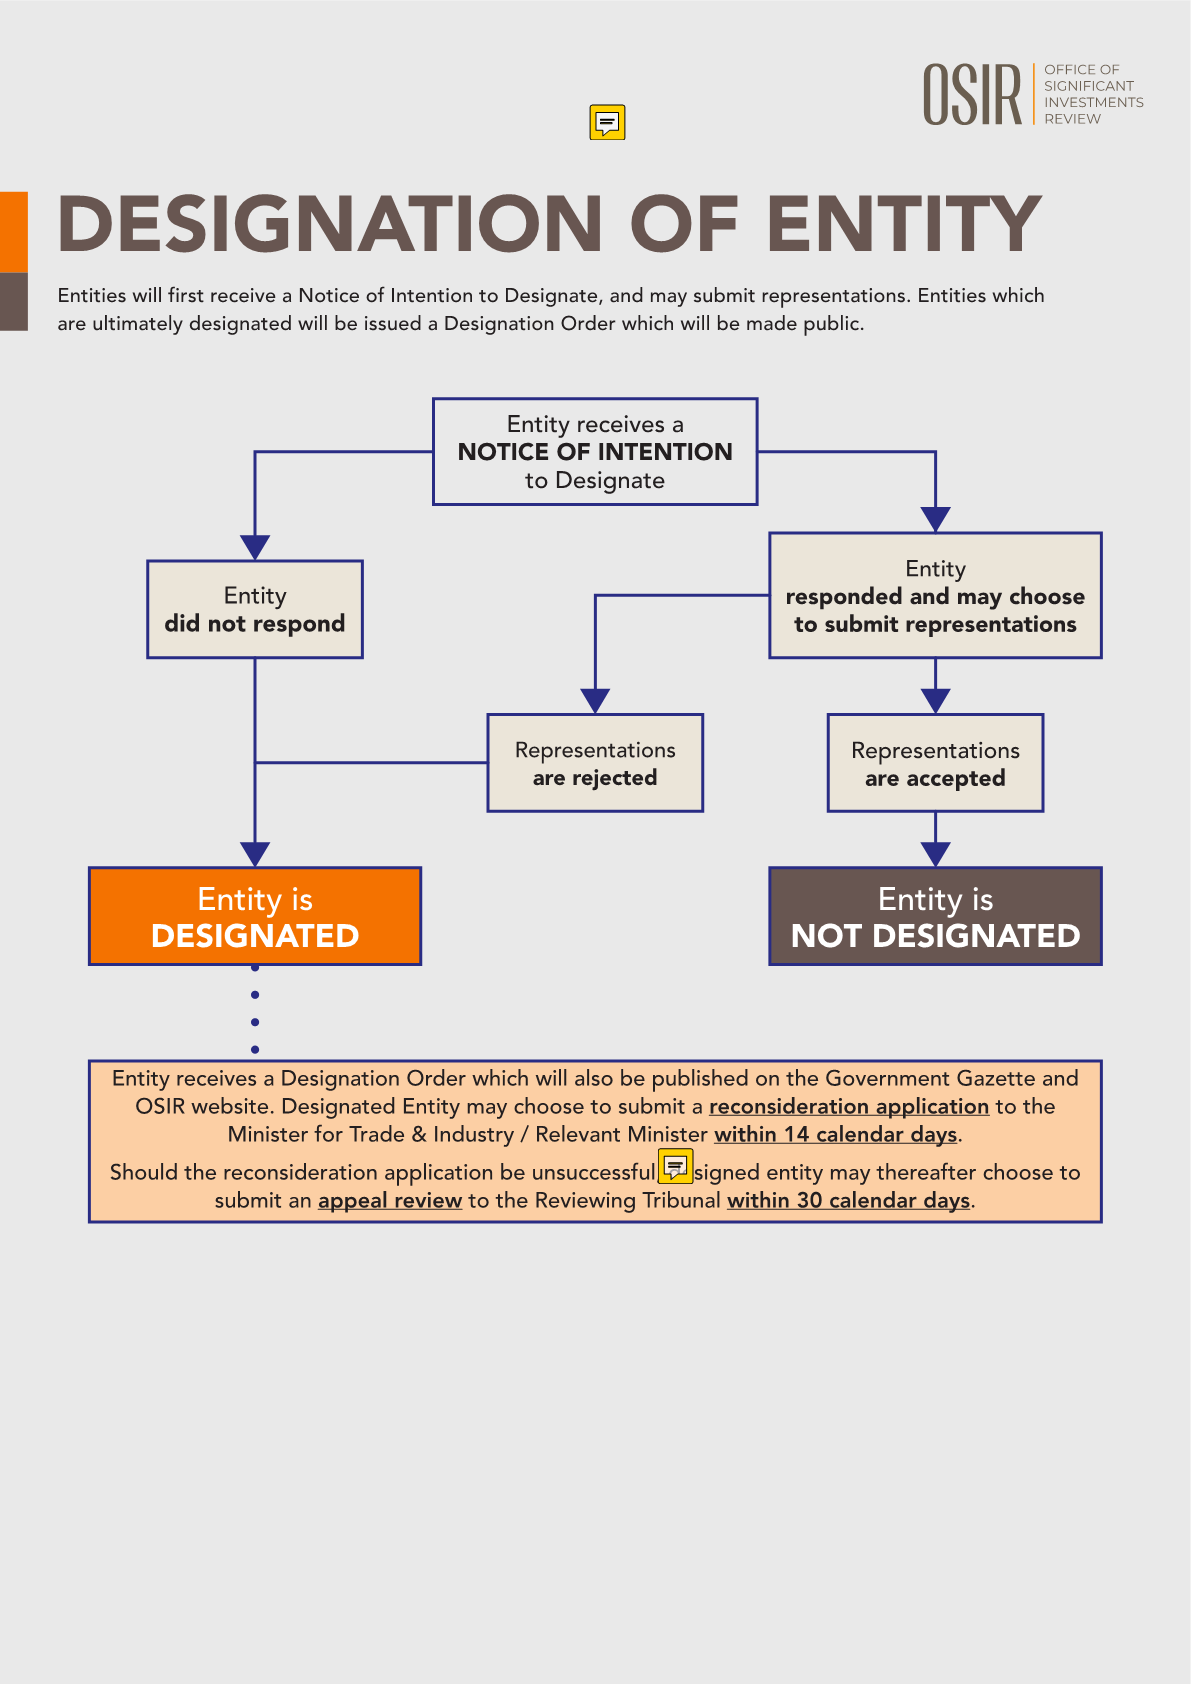 OSIR
OFFICE OF
SIGNIFICANT
INVESTMENTS
REVIEW
DESIGNATION OF ENTITY
Entities will first receive a Notice of Intention to Designate, and may submit representations. Entities which
are ultimately designated will be issued a Designation Order which will be made public.
Entity receives a
NOTICE OF INTENTION
to Designate
Entity
did not respond
Entity
responded and may choose
to submit representations
Representations
are rejected
Representations
are accepted
Entity is
DESIGNATED
Entity is
NOT DESIGNATED
Entity receives a Designation Order which will also be published on the Government Gazette and
OSIR website. Designated Entity may choose to submit a reconsideration application to the
Minister for Trade & Industry / Relevant Minister within 14 calendar days.
Should the reconsideration application be unsuccessful signed entity may thereafter choose to
submit an appeal review to the Reviewing Tribunal within 30 calendar days.